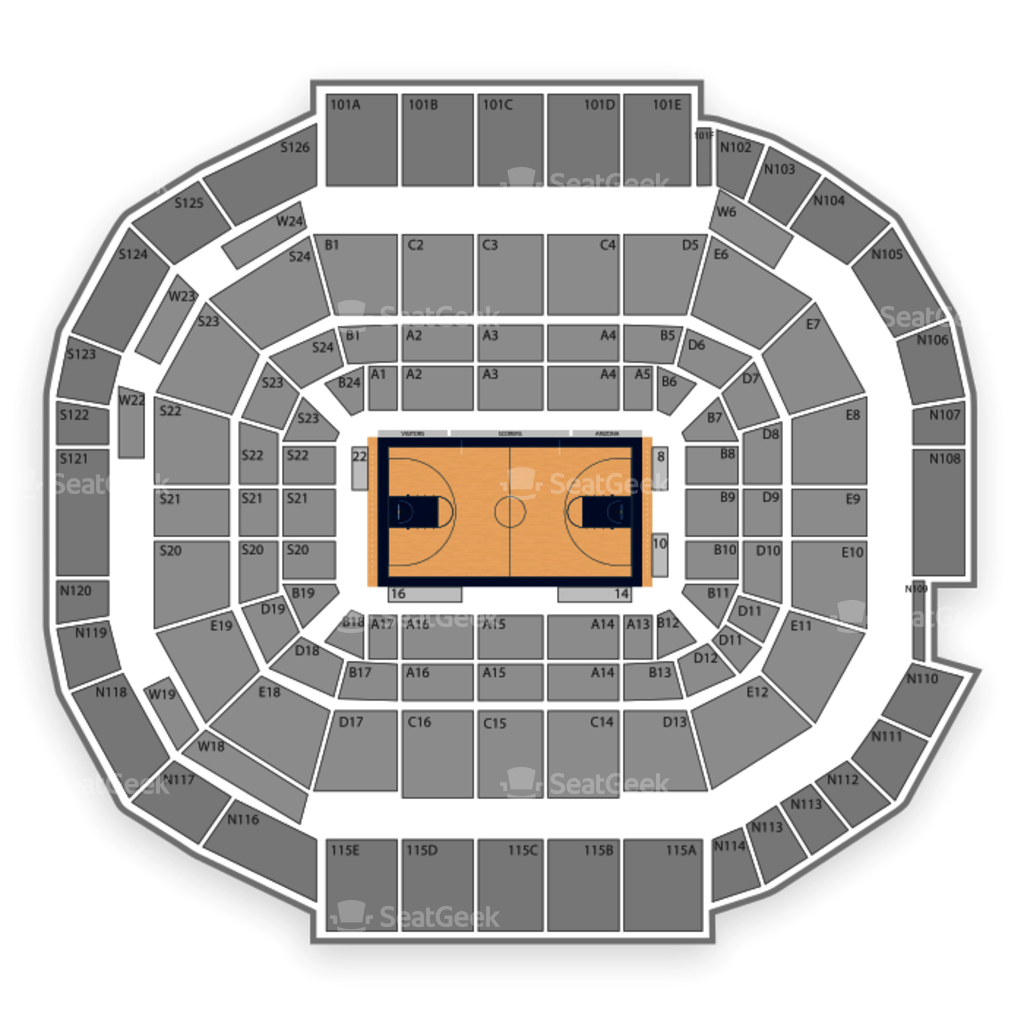 101A 101B 101C 101D 101E
101F
N102
S126
N103
SeatGeek
S125
N104
W6
W24
B1 C2 C3 C4 D5
S124
S24
E6
N105
W23
S23
SeatGeek
SeatGeek
E7
B1 A2 A3 A4 B5
N106
S24
D6
S123
A1 A2 A3 A4 A5
B24
B6
S23
D7
W22
S122
S22
S23
B7
E8
N107
VISITORS SCORERS ARIZONA
D8
S121
S22 S22
22
8
B8
N108
SeatGeek
SeatGeek
S21 S21 S21
B9 D9 E9
10
S20 S20 S20
B10 D10 E10
N120
B19
16
14
B11
N109
D19
D11
N119
E19
B18 A17 A16 A15 A14 A13 B12
E11
SeatGeek
D11
D18
D12
B17 A16 A15 A14 B13
N110
N118
W19
E18
E12
D17 C16 C15 C14 D13
N111
W18
N117
SeatGeek
SeatGeek
N112
N113
N116
N113
N114
115E 115D 115C 115B 115A
SeatGeek